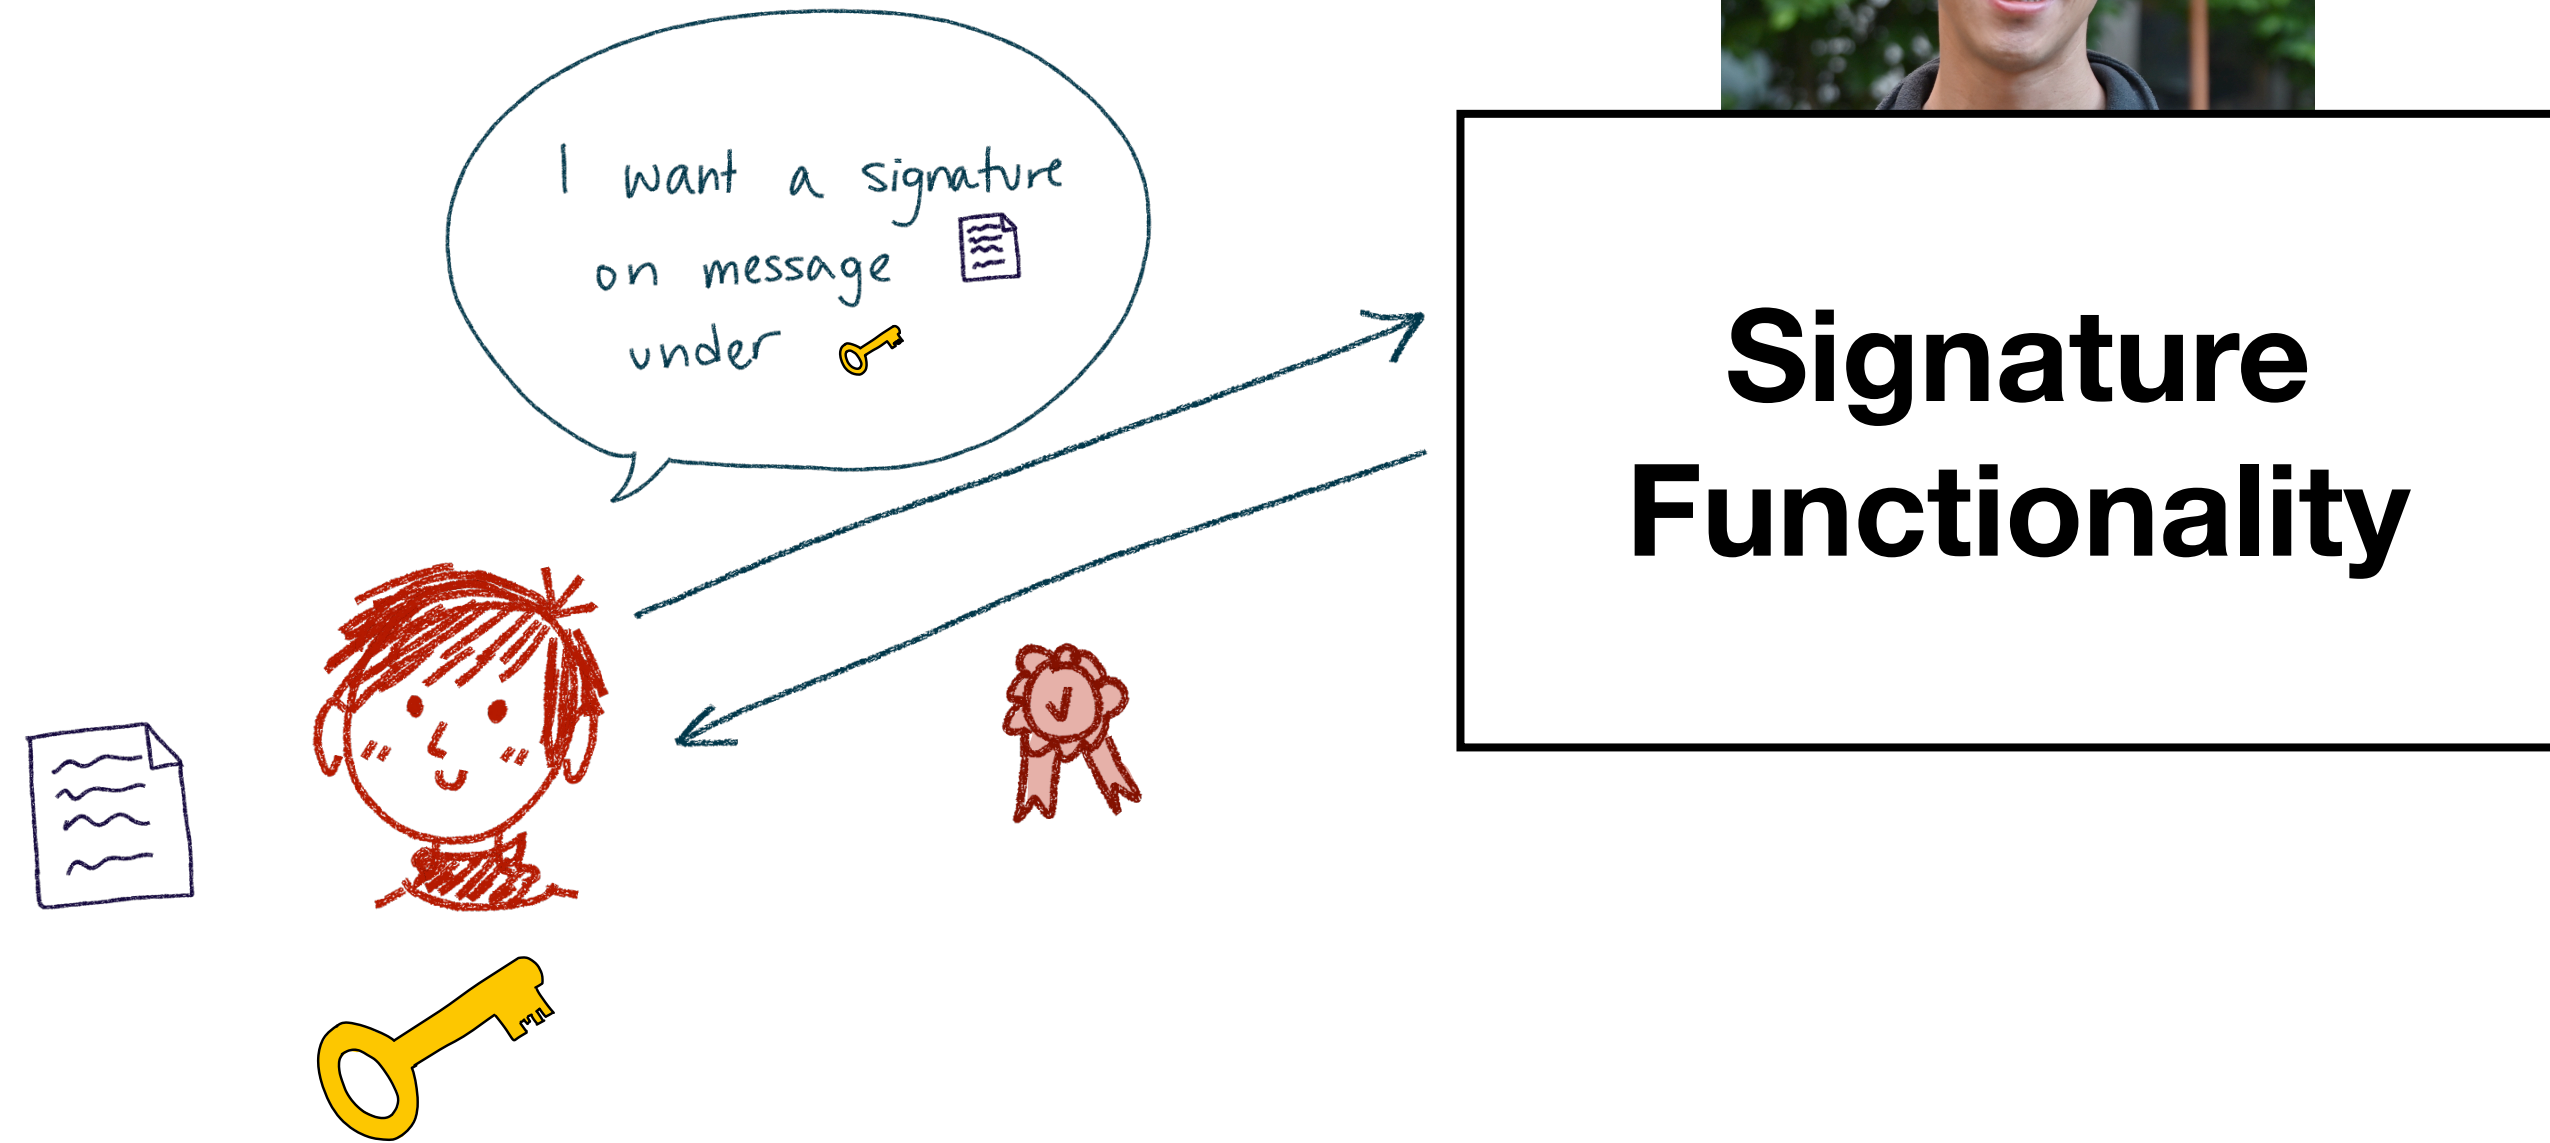 I want a signature
on message
under
Signature
Functionality